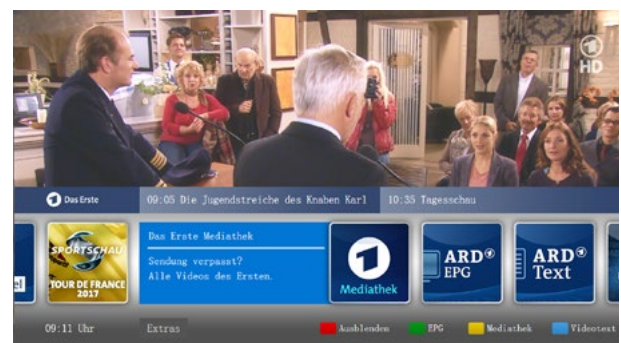 HD
Das Erste
09:05 Die Jugendstreiche des Knaben Karl
10:35 Tagesschau
SPORTSCHAU
TOUR DE FRANCE
2017
Das Erste Mediathek
Sendung verpasst?
Alle Videos des Ersten.
1
Mediathek
ARD
EPG
ARD
Text
09:11 Uhr
Extras
Ausblenden
EPG
Mediathek
Videotext